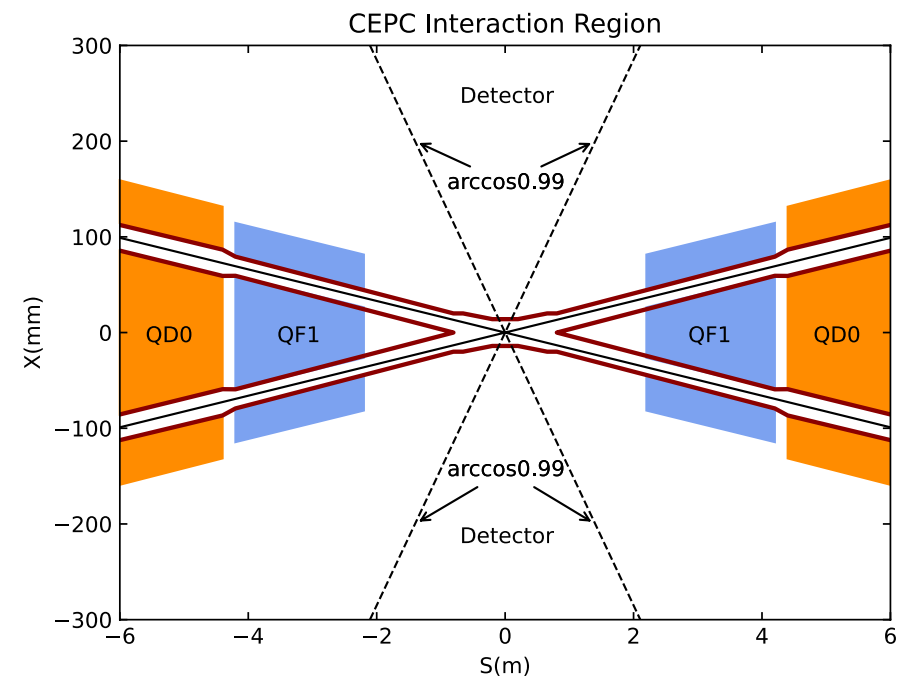 CEPC Interaction Region
300
200
100
0
−100
−200
−300
X(mm)
Detector
arccos0.99
QD0
QF1
QF1
QD0
arccos0.99
Detector
−6
−4
−2
0
2
4
6
S(m)